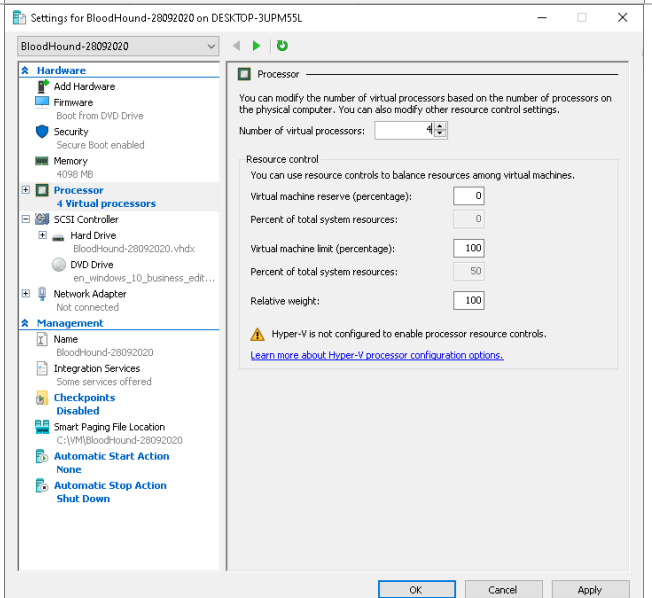 Settings for BloodHound-28092020 on DESKTOP-3UPM55L
BloodHound-28092020
Hardware
Add Hardware
Firmware
Boot from DVD Drive
Security
Secure Boot enabled
Memory
4098 MB
Processor
4 Virtual processors
SCSI Controller
Hard Drive
BloodHound-28092020.vhdx
DVD Drive
en_windows_10_business_edit...
Network Adapter
Not connected
Management
Name
BloodHound-28092020
Integration Services
Some services offered
Checkpoints
Disabled
Smart Paging File Location
C:\VM\BloodHound-28092020
Automatic Start Action
None
Automatic Stop Action
Shut Down
Processor
You can modify the number of virtual processors based on the number of processors on
the physical computer. You can also modify other resource control settings.
Number of virtual processors: 4
Resource control
You can use resource controls to balance resources among virtual machines.
Virtual machine reserve (percentage): 0
Percent of total system resources: 0
Virtual machine limit (percentage): 100
Percent of total system resources: 50
Relative weight: 100
Hyper-V is not configured to enable processor resource controls.
Learn more about Hyper-V processor configuration options.
OK Cancel Apply